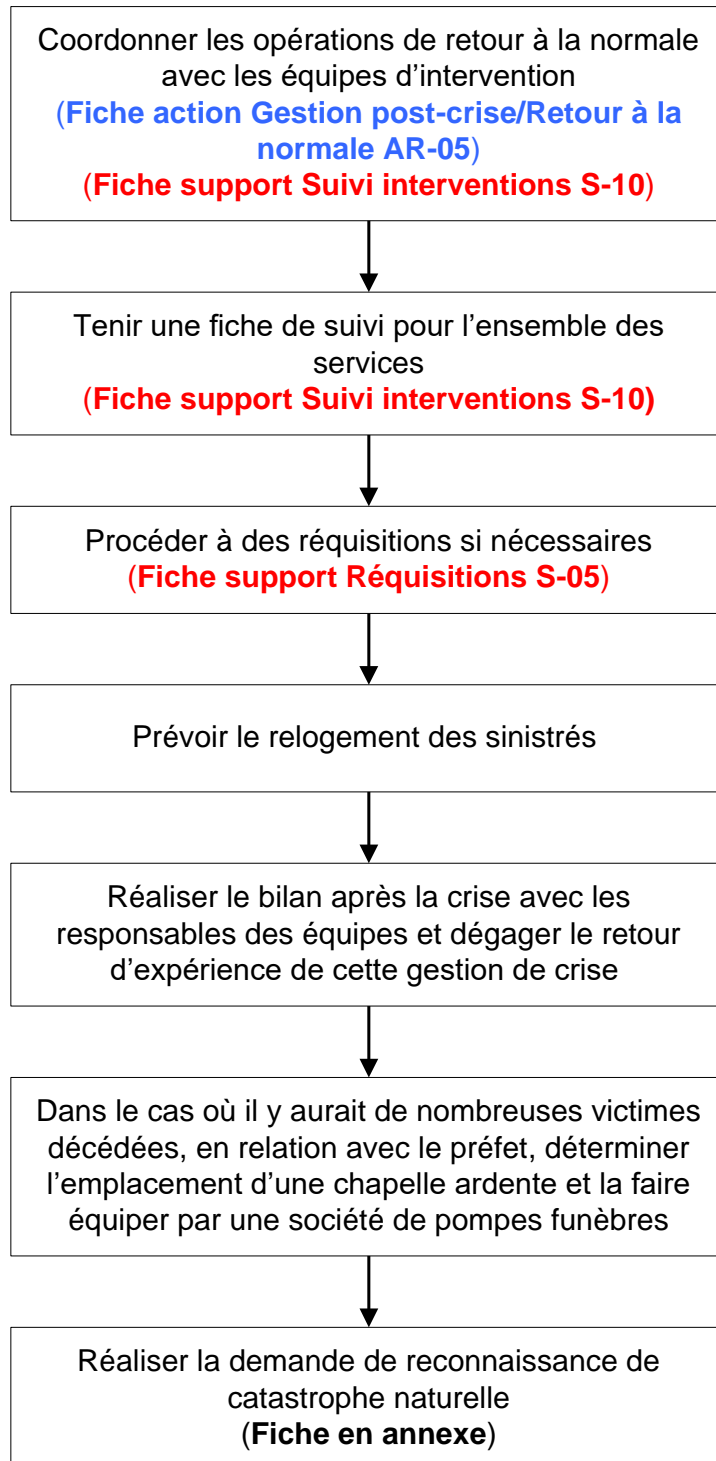 Coordonner les opérations de retour à la normale
avec les équipes d’intervention
(Fiche action Gestion post-crise/Retour à la
normale AR-05)
(Fiche support Suivi interventions S-10)
Tenir une fiche de suivi pour l’ensemble des
services
(Fiche support Suivi interventions S-10)
Procéder à des réquisitions si nécessaires
(Fiche support Réquisitions S-05)
Prévoir le relogement des sinistrés
Réaliser le bilan après la crise avec les
responsables des équipes et dégager le retour
d’expérience de cette gestion de crise
Dans le cas où il y aurait de nombreuses victimes
décédées, en relation avec le préfet, déterminer
l’emplacement d’une chapelle ardente et la faire
équiper par une société de pompes funèbres
Réaliser la demande de reconnaissance de
catastrophe naturelle
(Fiche en annexe)